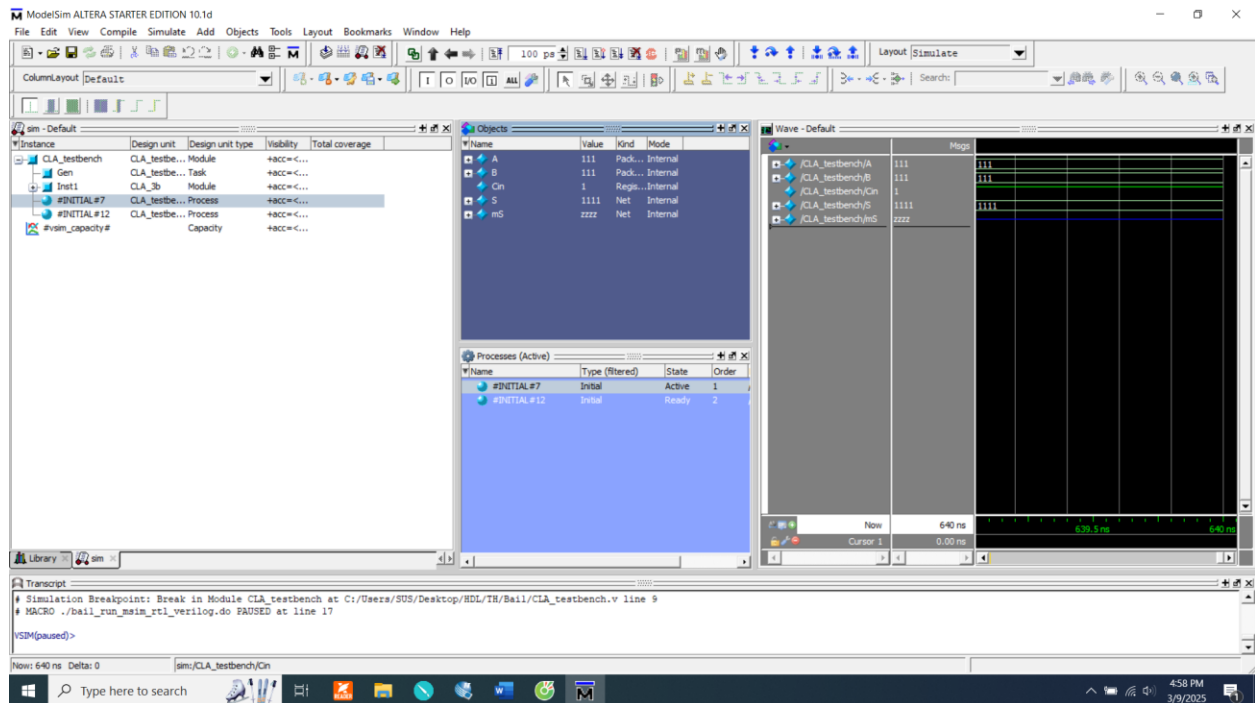 ModelSim ALTERA STARTER EDITION 10.1d
File Edit View Compile Simulate Add Objects Tools Layout Bookmarks Window Help
100 ps
Layout Simulate
ColumnLayout Default
ALL
Search:
sim - Default
Instance Design unit Design unit type Visibility Total coverage
CLA_testbench CLA_testbe... Module +acc=<...
Gen CLA_testbe... Task +acc=<...
Inst1 CLA_3b Module +acc=<...
#INITIAL#7 CLA_testbe... Process +acc=<...
#INITIAL#12 CLA_testbe... Process +acc=<...
#vsim_capacity# Capacity +acc=<...
Library
sim
Objects
Name Value Kind Mode
A 111 Pack... Internal
B 111 Pack... Internal
Cin 1 Regis... Internal
S 1111 Net Internal
mS zzzz Net Internal
Processes (Active)
Name Type (filtered) State Order
#INITIAL#7 Initial Active 1
#INITIAL#12 Initial Ready 2
Wave - Default
Msgs
/CLA_testbench/A 111 111
/CLA_testbench/B 111 111
/CLA_testbench/Cin 1
/CLA_testbench/S 1111 1111
/CLA_testbench/mS zzzz
Now 640 ns 639.5 ns 640 ns
Cursor 1 0.00 ns
Transcript
# Simulation Breakpoint: Break in Module CLA_testbench at C:/Users/SUS/Desktop/HDL/TH/Bail/CLA_testbench.v line 9
# MACRO ./bail_run_msim_rtl_verilog.do PAUSED at line 17
VSIM(paused)>
Now: 640 ns Delta: 0 sim:/CLA_testbench/Cin
Type here to search
4:58 PM
3/9/2025